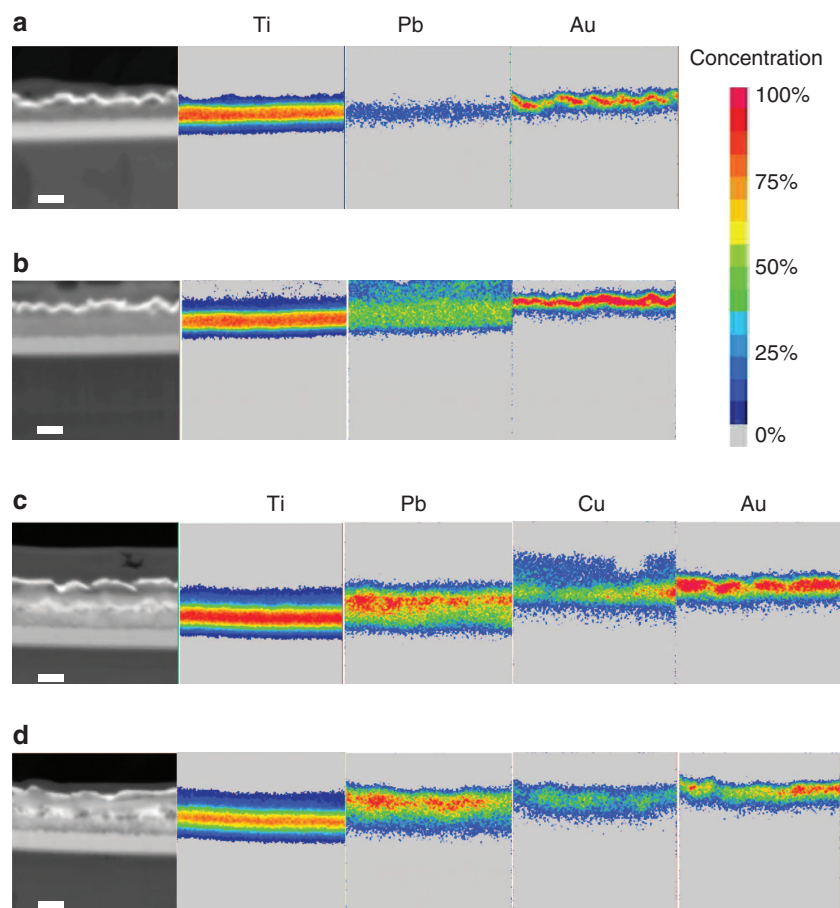 a
Ti Pb Au
Concentration
100%
75%
50%
25%
0%
b
c
Ti Pb Cu Au
d